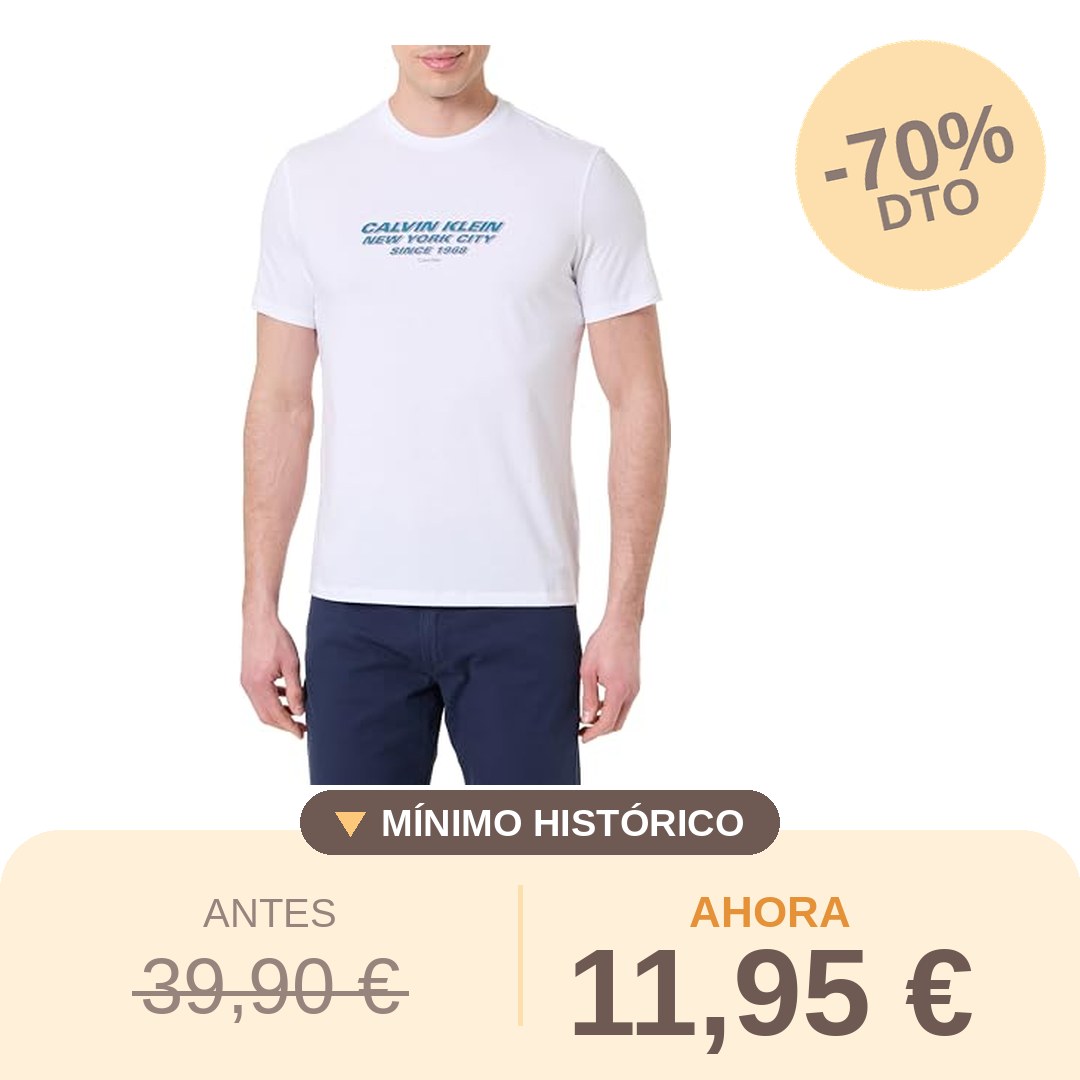 -70%
DTO
CALVIN KLEIN
NEW YORK CITY
SINCE 1968
MÍNIMO HISTÓRICO
ANTES
39,90 €
AHORA
11,95 €